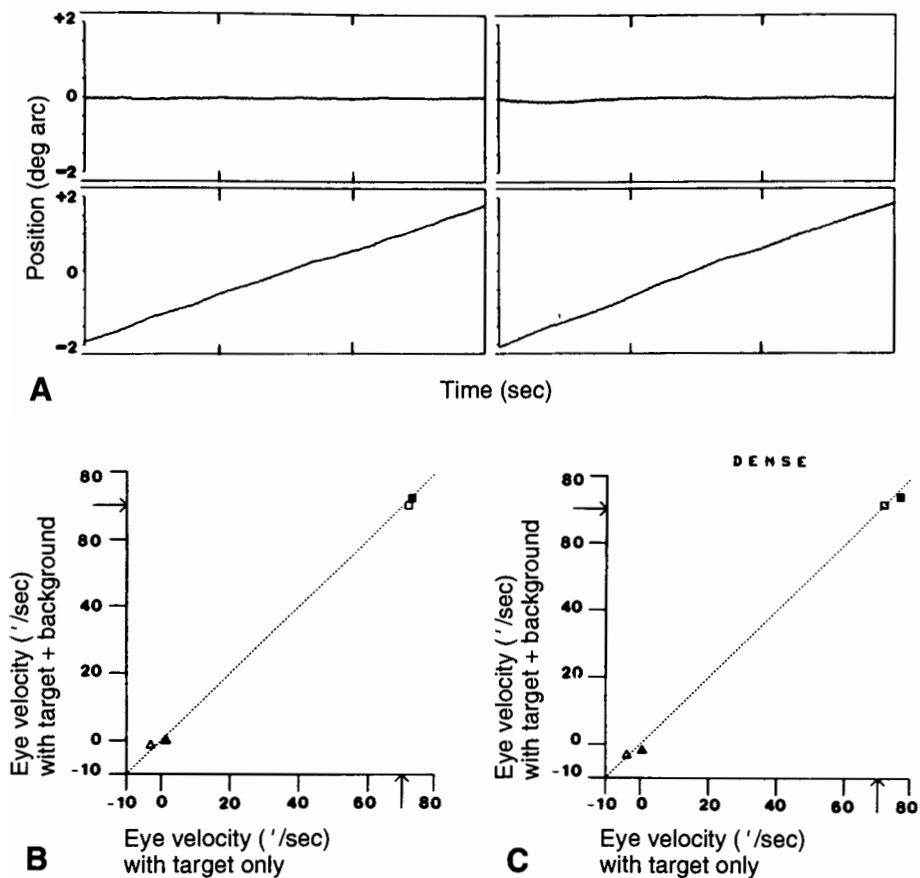 +2
0
-2
Position (deg arc)
+2
0
-2
A
Time (sec)
80
80
40
20
0
-10
Eye velocity (′/sec)
with target + background
-10 0 20 40 60 80
Eye velocity (′/sec)
with target only
B
DENSE
80
80
40
20
0
-10
Eye velocity (′/sec)
with target + background
-10 0 20 40 60 80
Eye velocity (′/sec)
with target only
C